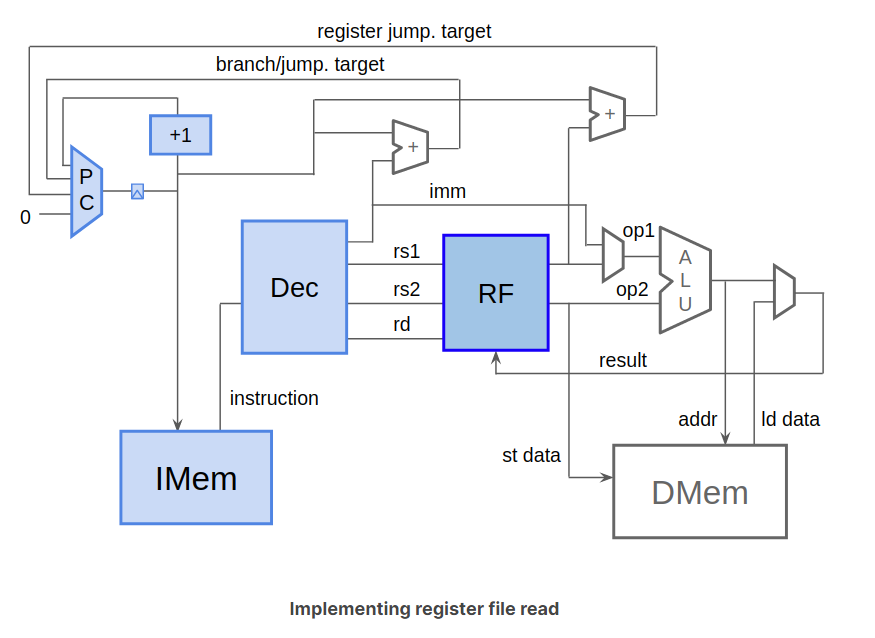 register jump. target
branch/jump. target
+1
+
+
P
C
0
imm
Dec
rs1
rs2
rd
RF
op1
op2
A
L
U
result
instruction
addr
ld data
st data
IMem
DMem
Implementing register file read